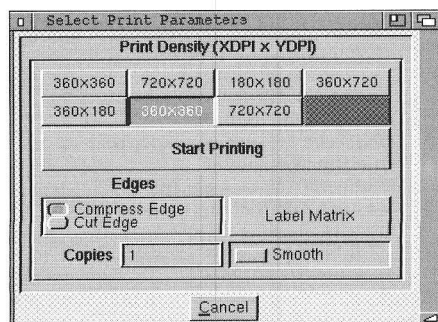 Select Print Parameters
Print Density (XDPI x YDPI)
360x360 720x720 180x180 360x720
360x180 360x360 720x720
Start Printing
Edges
Compress Edge
Cut Edge
Label Matrix
Copies 1 Smooth
Cancel